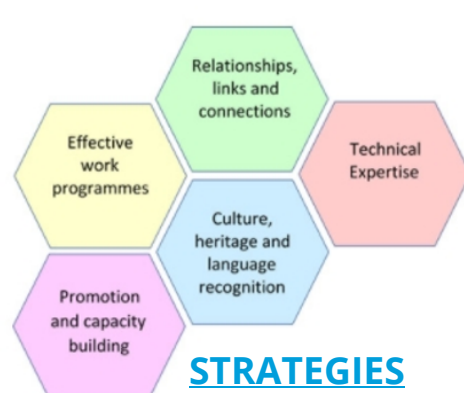 Relationships,
links and
connections
Effective
work
programmes
Technical
Expertise
Culture,
heritage and
language
recognition
Promotion
and capacity
building
STRATEGIES